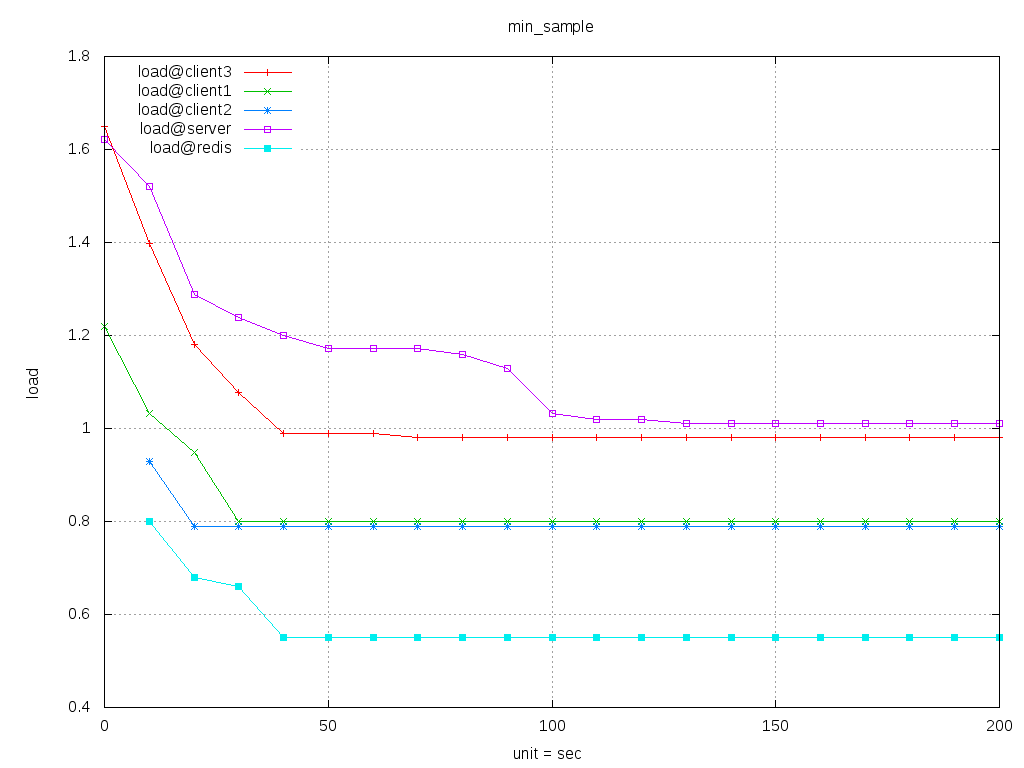 min_sample
load@client3
load@client1
load@client2
load@server
load@redis
1.8
1.6
1.4
1.2
1
0.8
0.6
0.4
load
0 50 100 150 200
unit = sec